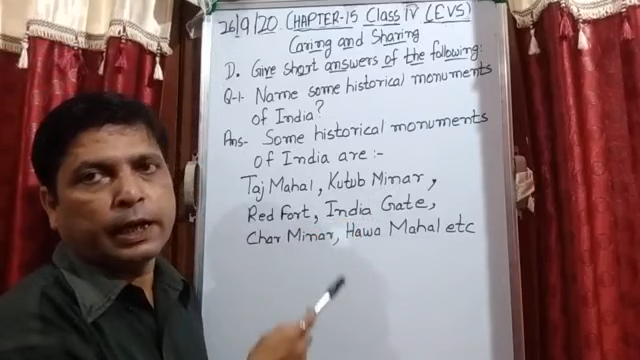 26/9/20. CHAPTER-15 Class IV (EVS)
Caring and Sharing
D. Give short answers of the following:
Q-1. Name some historical monuments
of India?
Ans- Some historical monuments
of India are :-
Taj Mahal, Kutub Minar,
Red Fort, India Gate,
Char Minar, Hawa Mahal etc